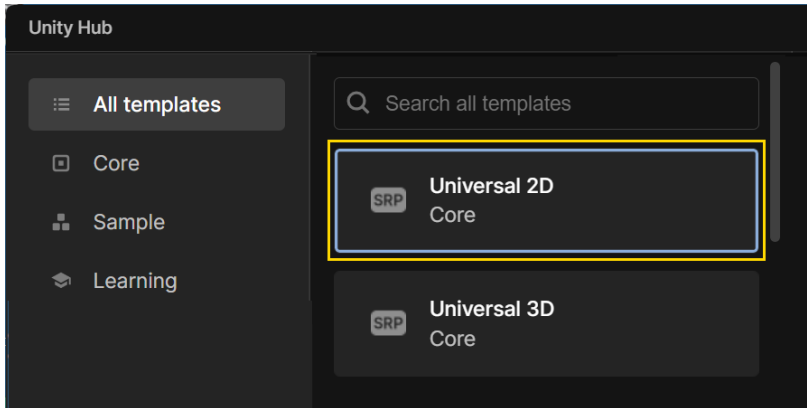 Unity Hub
All templates
Core
Sample
Learning
Search all templates
SRP
Universal 2D
Core
SRP
Universal 3D
Core